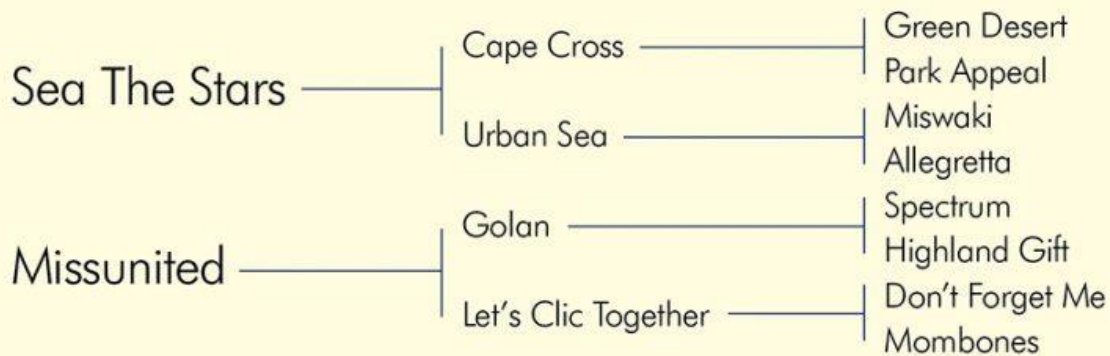 Sea The Stars
Cape Cross
Green Desert
Park Appeal
Urban Sea
Miswaki
Allegretta
Missunited
Golan
Spectrum
Highland Gift
Let's Clic Together
Don't Forget Me
Mombones